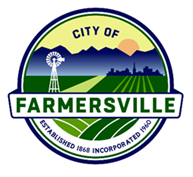 CITY OF
FARMERSVILLE
ESTABLISHED 1868 INCORPORATED 1960